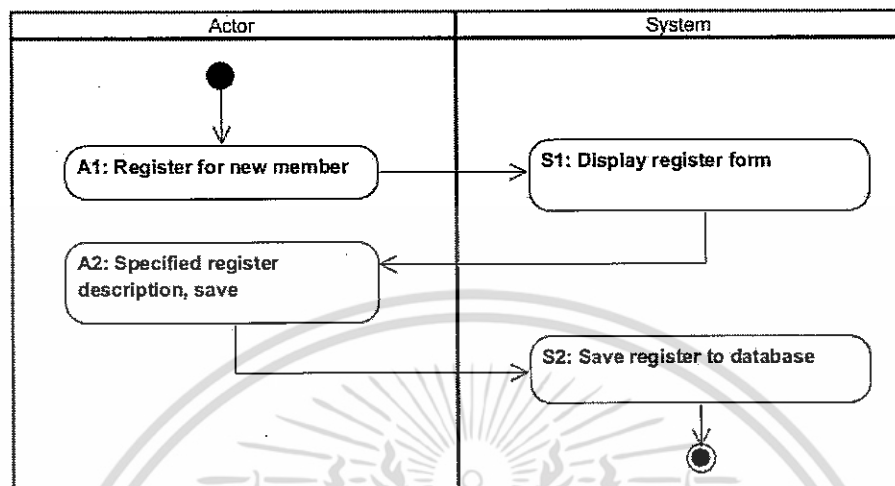 Actor
System
A1: Register for new member
S1: Display register form
A2: Specified register
description, save
S2: Save register to database